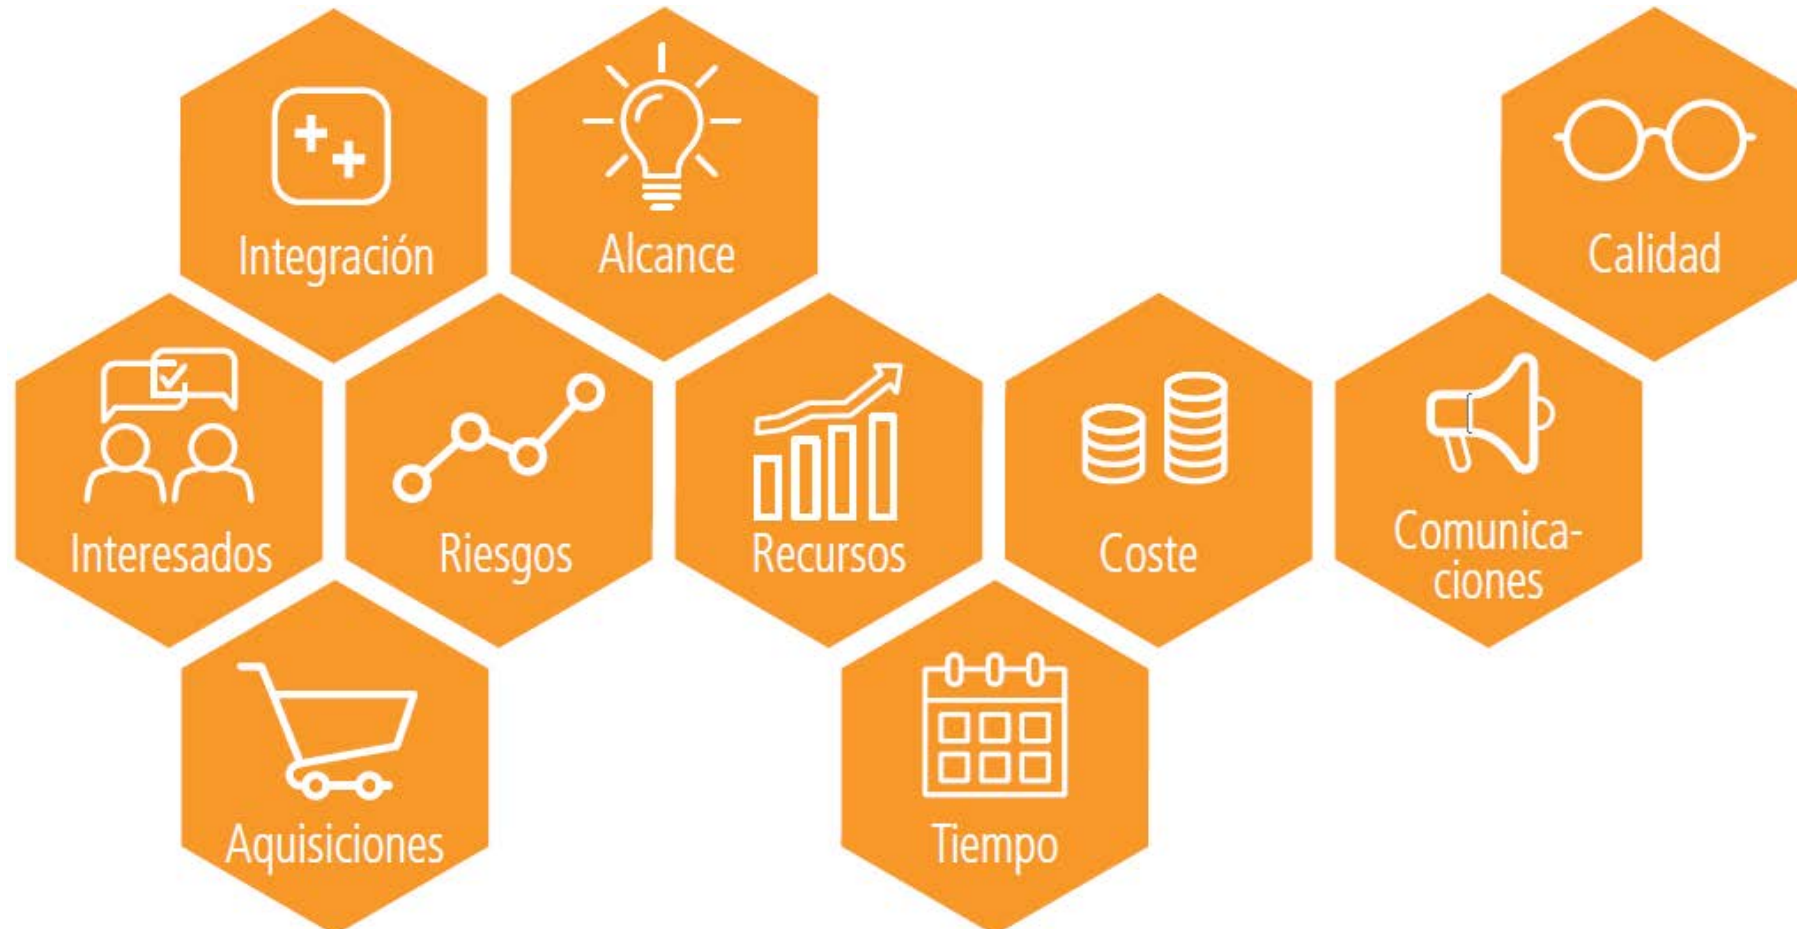 Integración
Alcance
Calidad
Interesados
Riesgos
Recursos
Coste
Comunica-
ciones
Aquisiciones
Tiempo